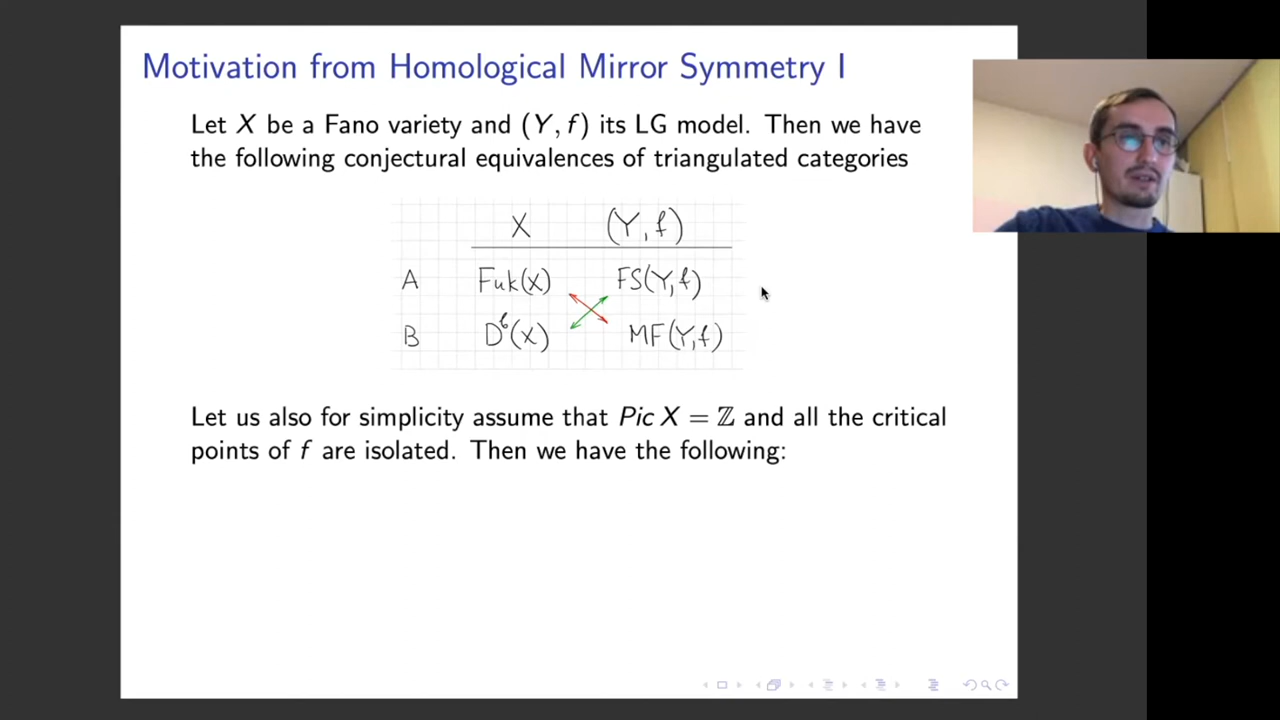 Motivation from Homological Mirror Symmetry I
Let X be a Fano variety and (Y, f) its LG model. Then we have
the following conjectural equivalences of triangulated categories
X (Y, f)
A Fuk(X) FS(Y, f)
B D^b(X) MF(Y, f)
Let us also for simplicity assume that Pic X = ℤ and all the critical
points of f are isolated. Then we have the following: